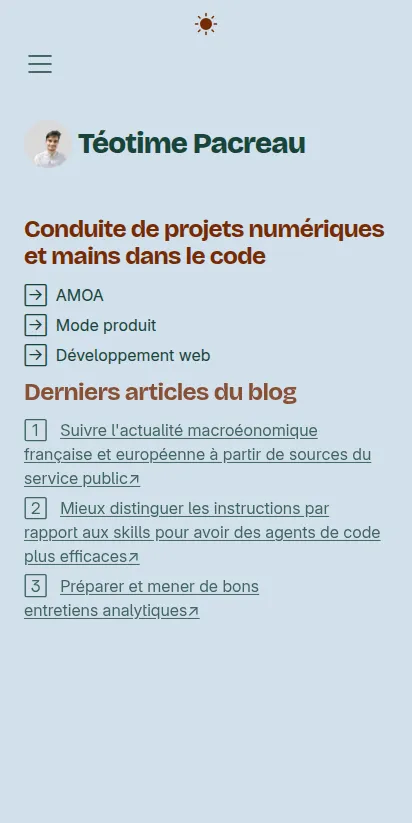 Téotime Pacreau
Conduite de projets numériques
et mains dans le code
→ AMOA
→ Mode produit
→ Développement web
Derniers articles du blog
1 Suivre l'actualité macroéonomique
française et européenne à partir de sources du
service public↗
2 Mieux distinguer les instructions par
rapport aux skills pour avoir des agents de code
plus efficaces↗
3 Préparer et mener de bons
entretiens analytiques↗